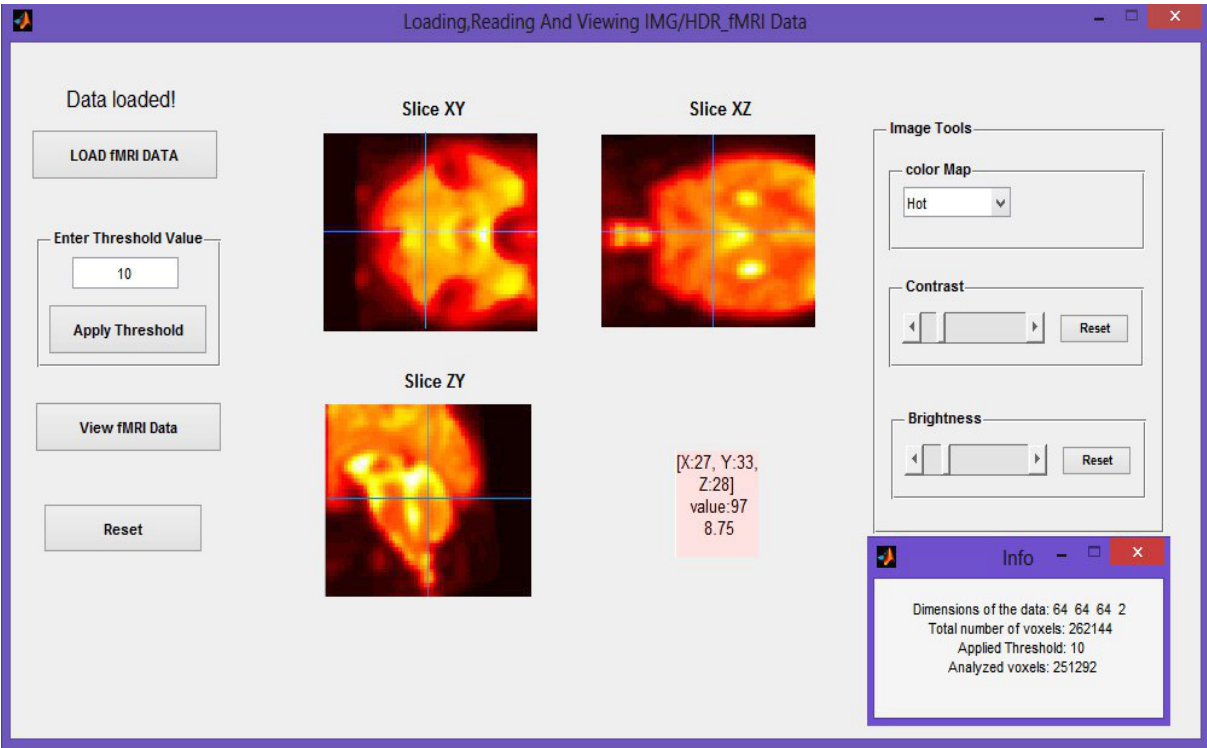 Loading,Reading And Viewing IMG/HDR_fMRI Data
Data loaded!
LOAD fMRI DATA
Enter Threshold Value
10
Apply Threshold
View fMRI Data
Reset
Slice XY
Slice XZ
Slice ZY
[X:27, Y:33,
Z:28]
value:97
8.75
Image Tools
color Map
Hot
Contrast
Reset
Brightness
Reset
Info
Dimensions of the data: 64 64 64 2
Total number of voxels: 262144
Applied Threshold: 10
Analyzed voxels: 251292